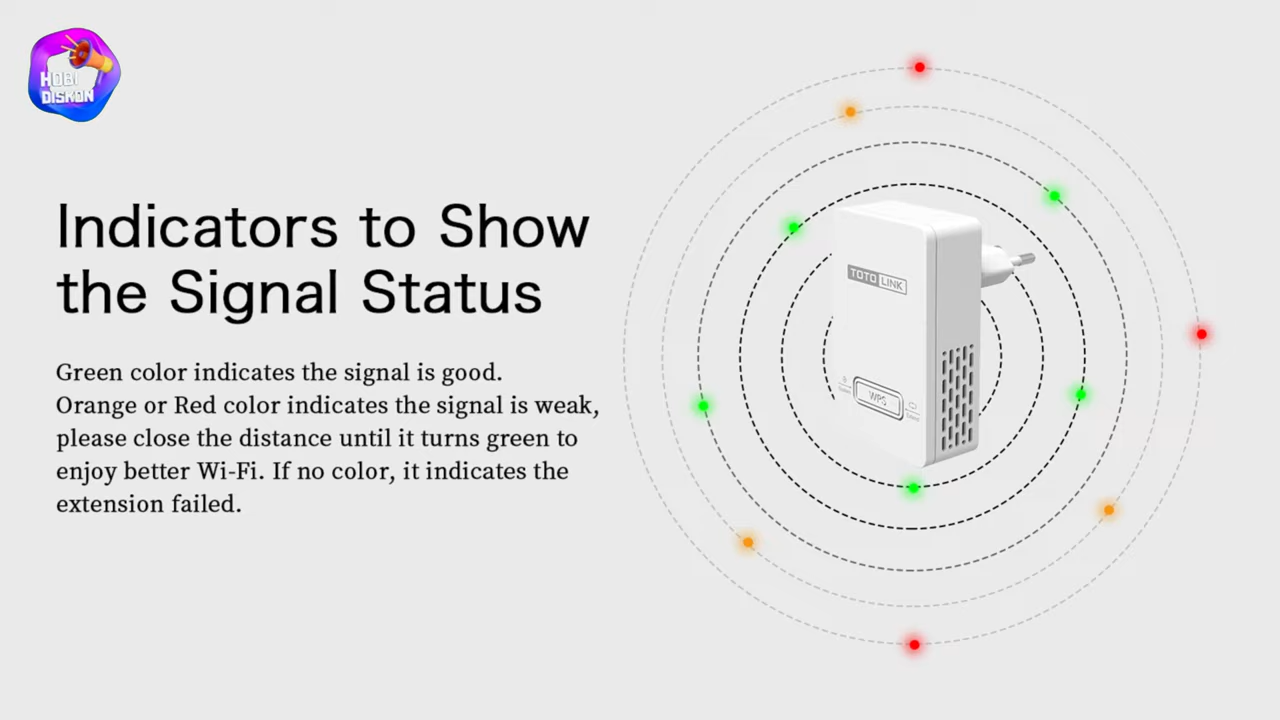 HOBI
DISKON
Indicators to Show
the Signal Status
Green color indicates the signal is good.
Orange or Red color indicates the signal is weak,
please close the distance until it turns green to
enjoy better Wi-Fi. If no color, it indicates the
extension failed.
TOTO LINK
WPS